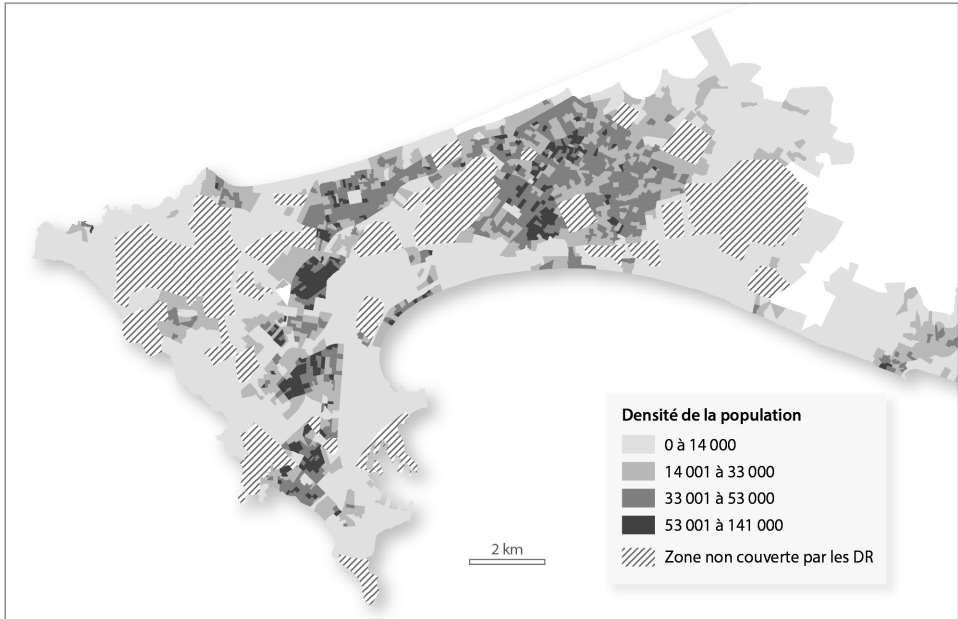 Densité de la population
0 à 14 000
14 001 à 33 000
33 001 à 53 000
53 001 à 141 000
Zone non couverte par les DR
2 km